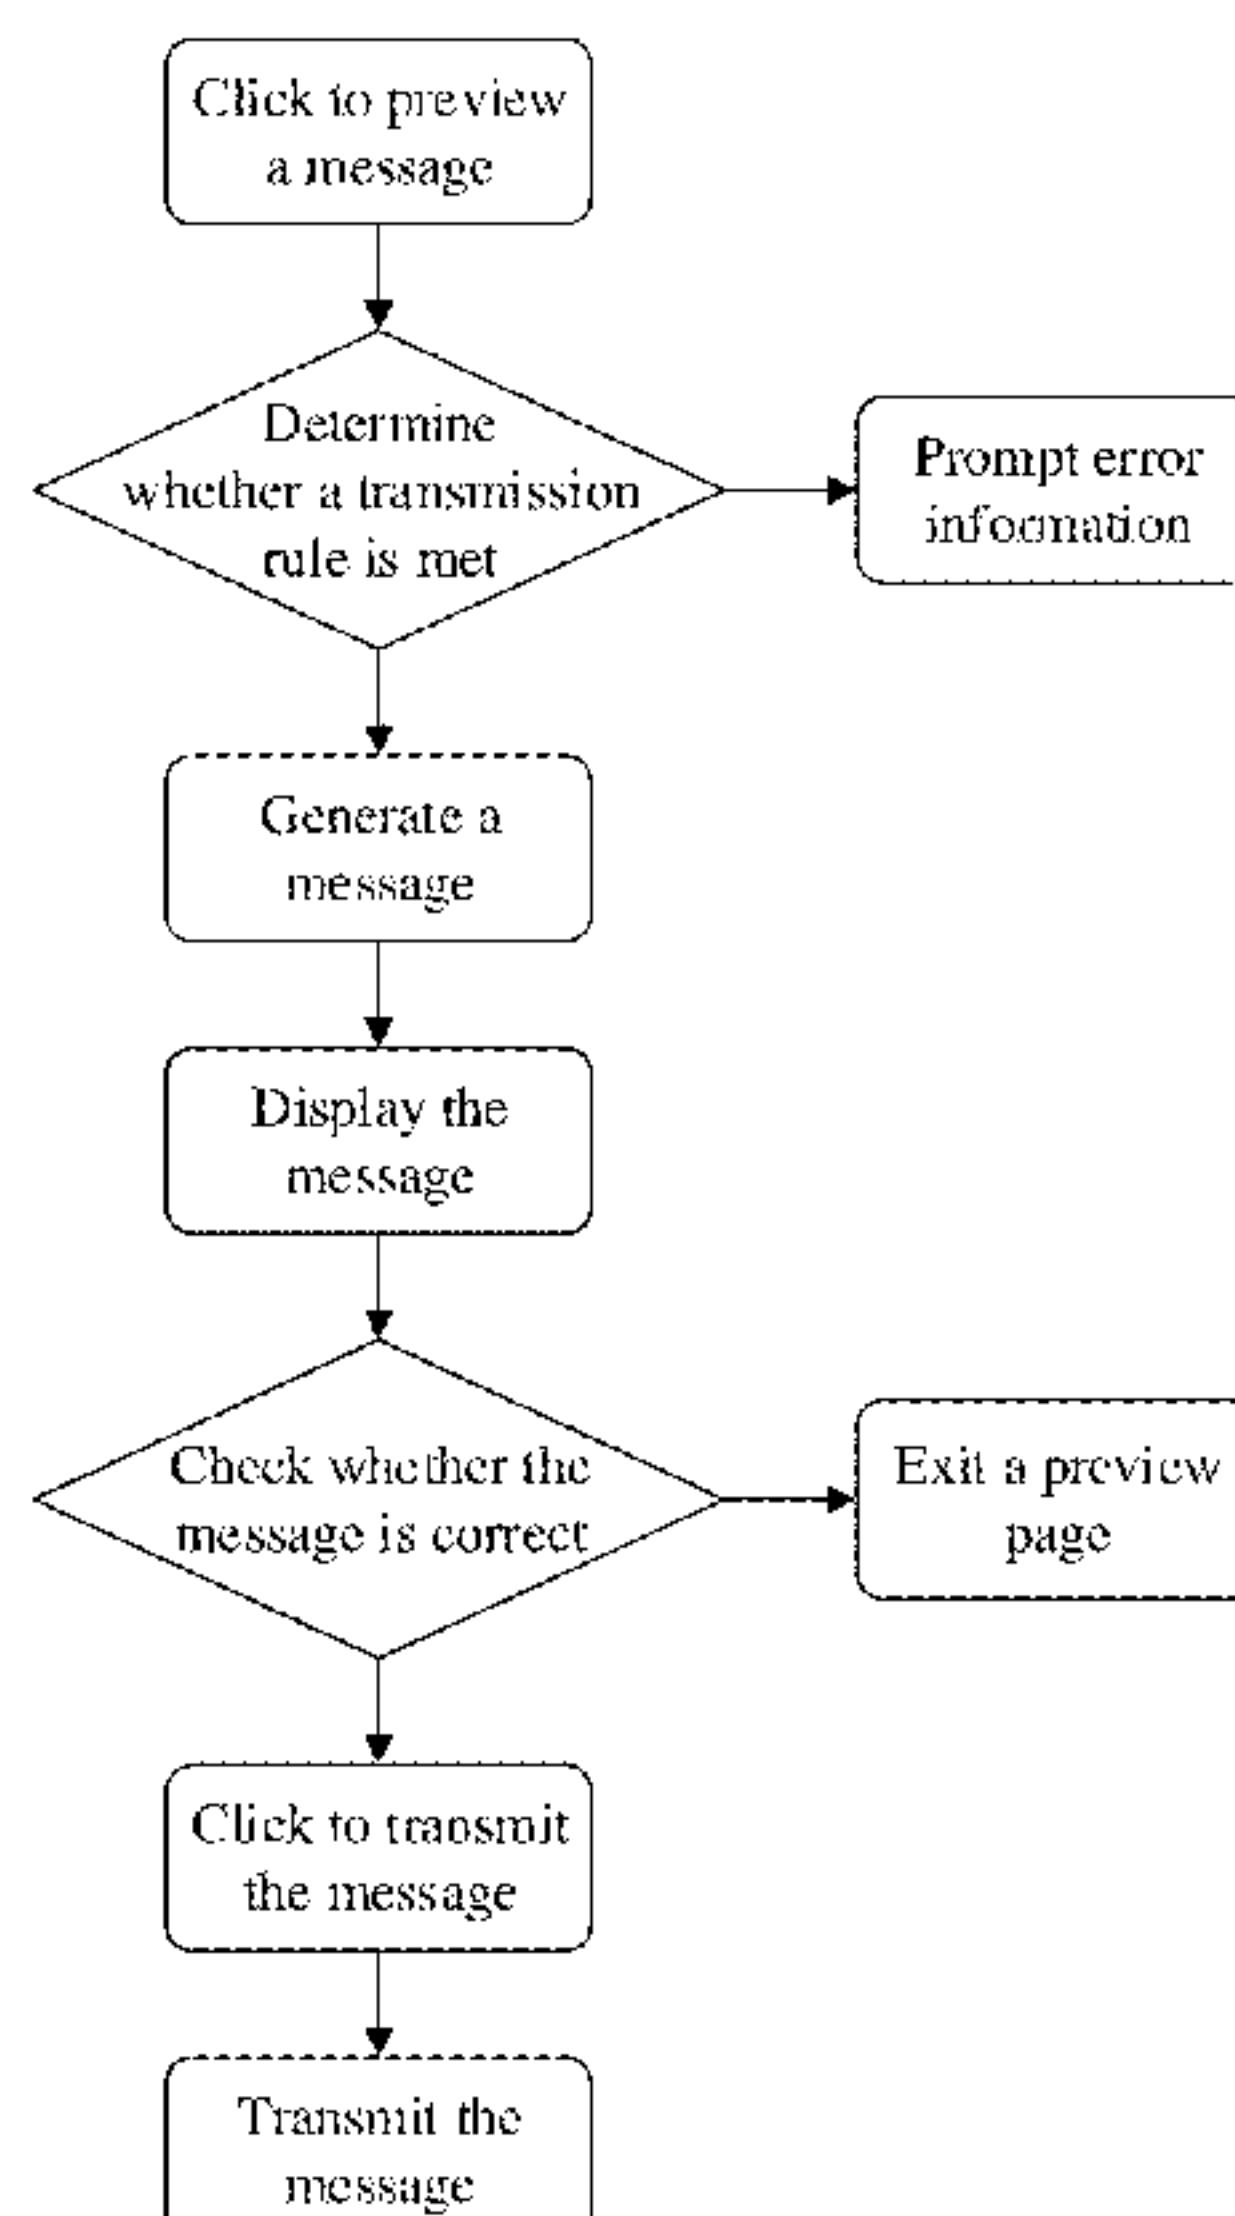 Click to preview
a message
Determine
whether a transmission
rule is met
Prompt error
information
Generate a
message
Display the
message
Check whether the
message is correct
Exit a preview
page
Click to transmit
the message
Transmit the
message